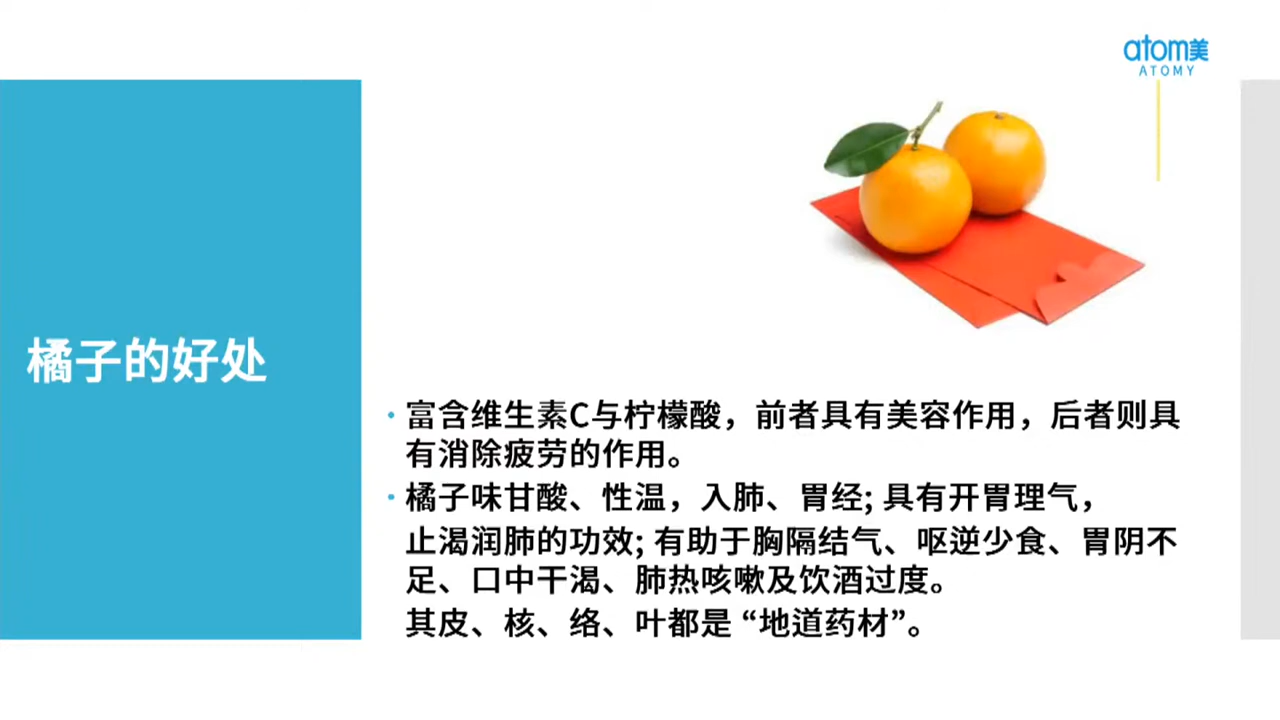 atom美
ATOMY
橘子的好处
• 富含维生素C与柠檬酸，前者具有美容作用，后者则具
有消除疲劳的作用。
• 橘子味甘酸、性温，入肺、胃经; 具有开胃理气，
止渴润肺的功效; 有助于胸隔结气、呕逆少食、胃阴不
足、口中干渴、肺热咳嗽及饮酒过度。
其皮、核、络、叶都是 “地道药材”。